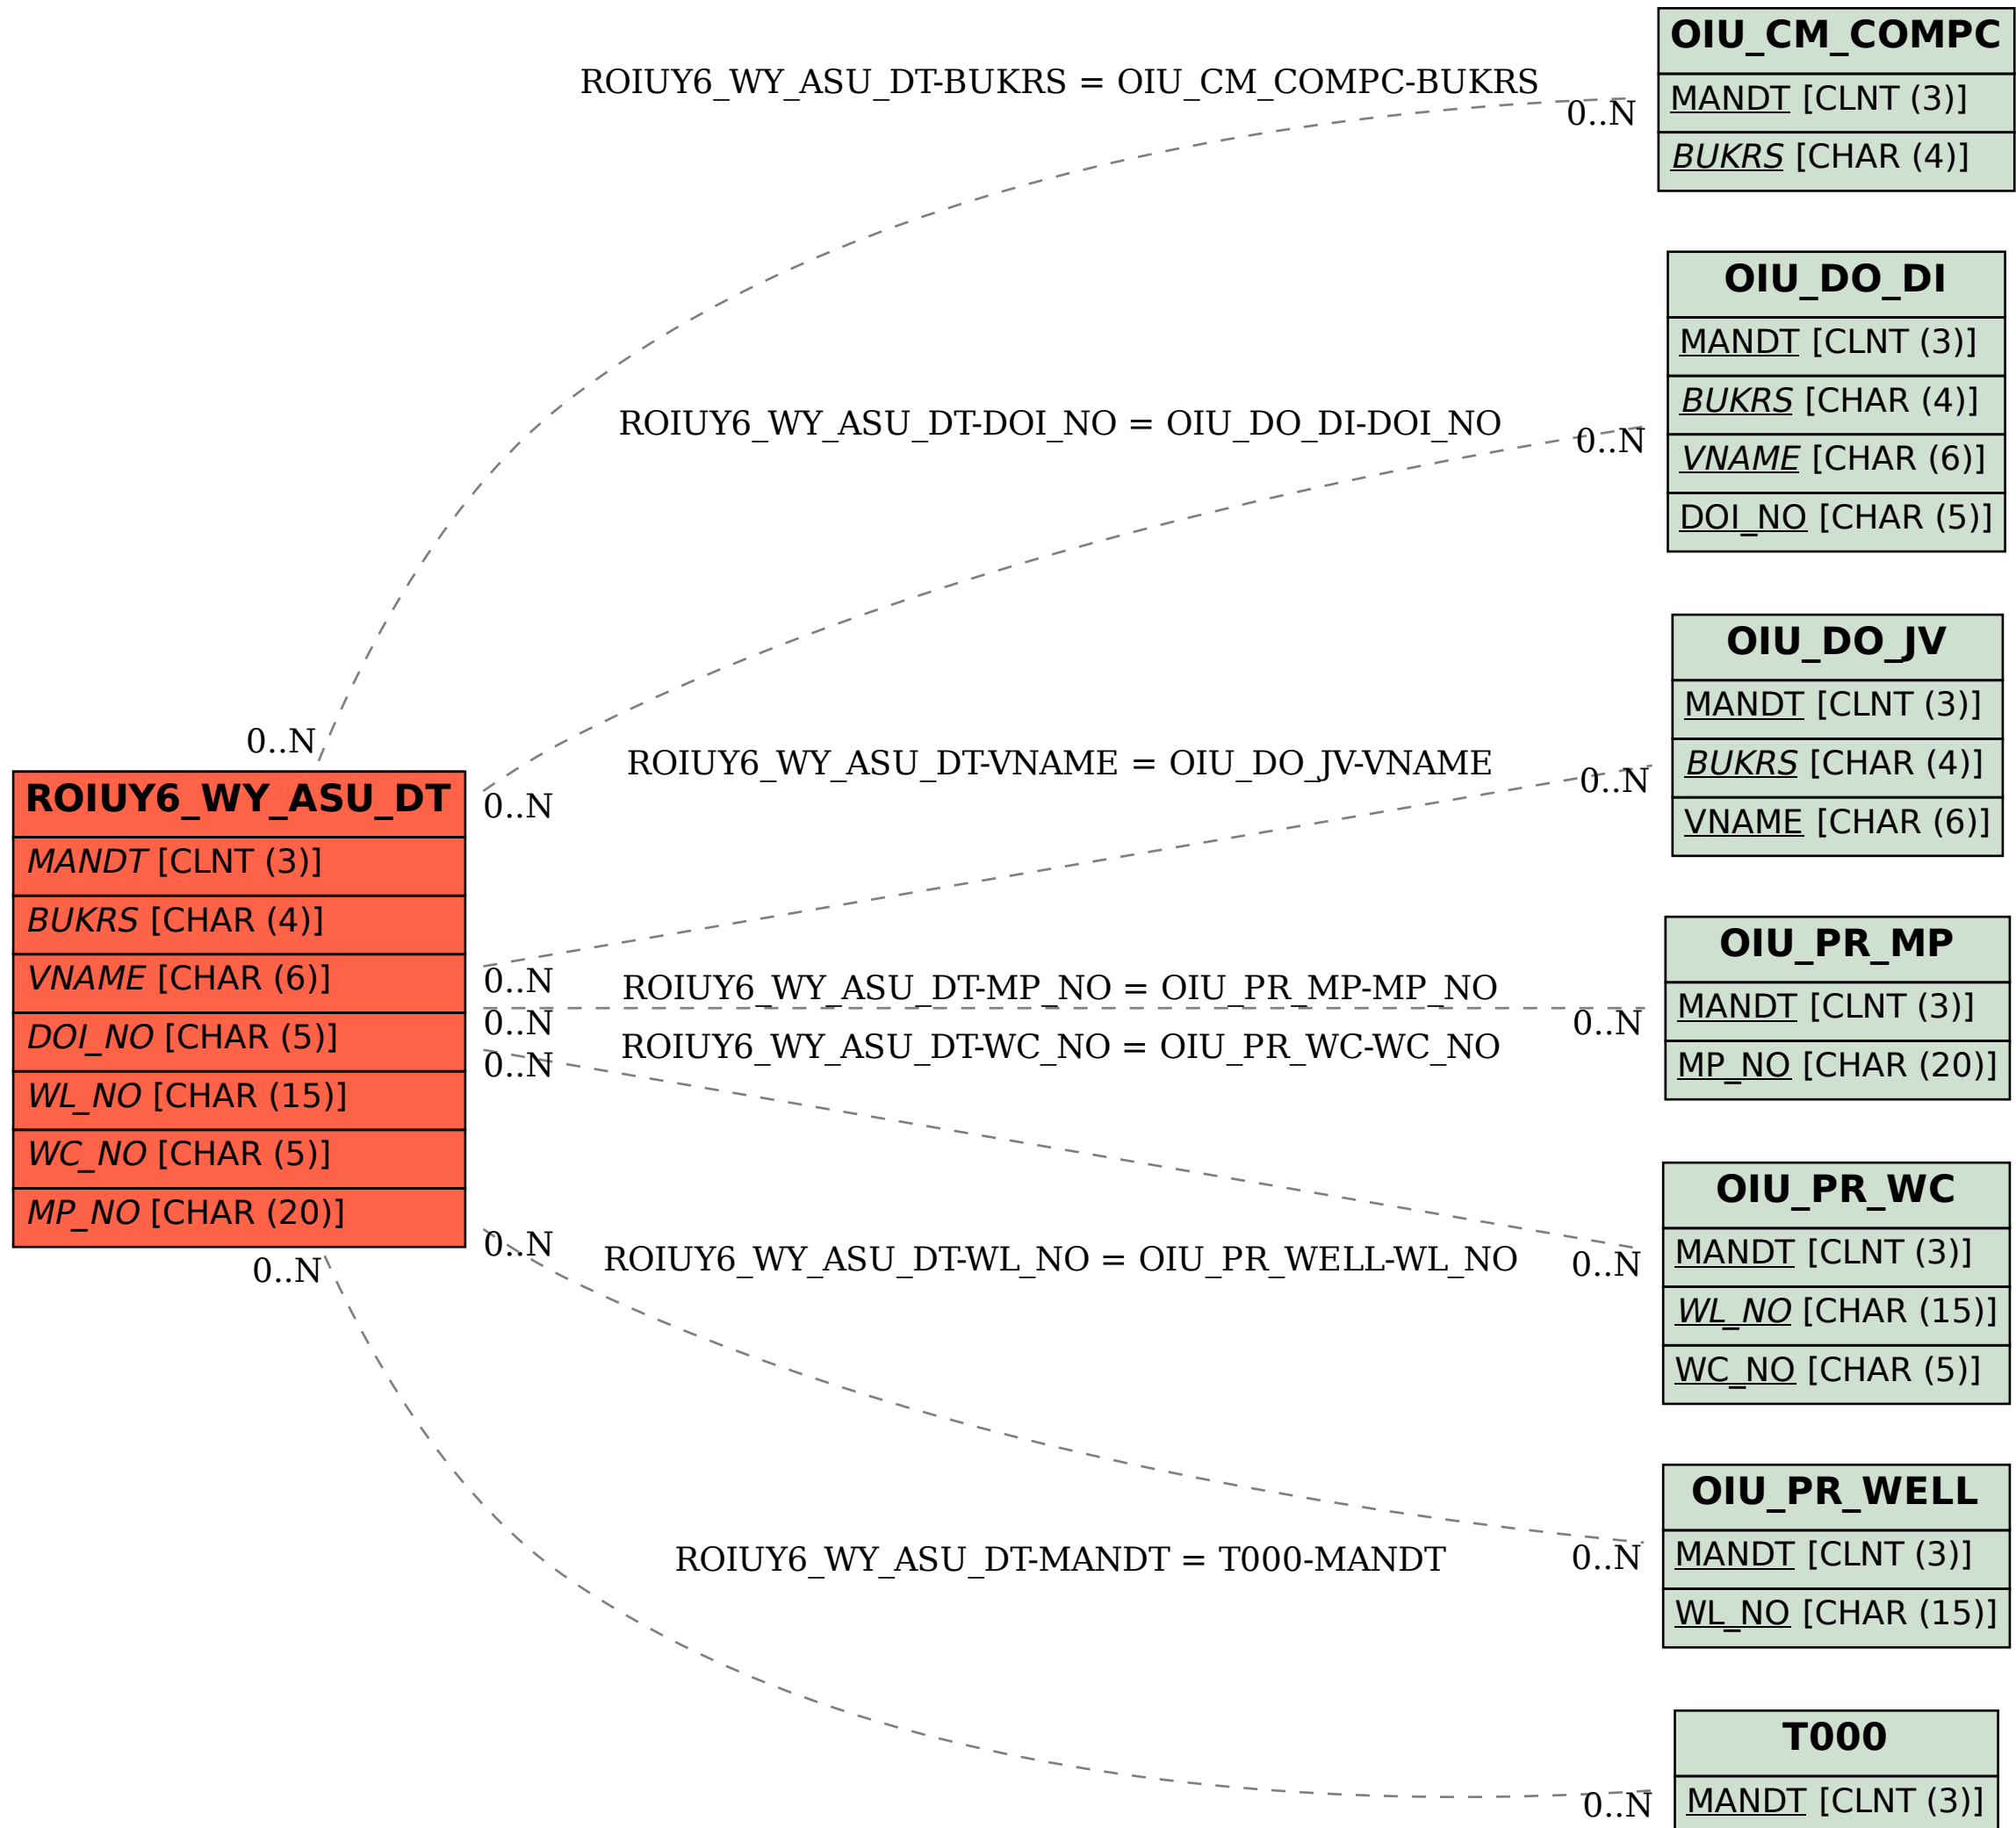 OIU_CM_COMPC
MANDT [CLNT (3)]
BUKRS [CHAR (4)]
ROIUY6_WY_ASU_DT-BUKRS = OIU_CM_COMPC-BUKRS
0..N
0..N
OIU_DO_DI
MANDT [CLNT (3)]
BUKRS [CHAR (4)]
VNAME [CHAR (6)]
DOI_NO [CHAR (5)]
ROIUY6_WY_ASU_DT-DOI_NO = OIU_DO_DI-DOI_NO
0..N
0..N
OIU_DO_JV
MANDT [CLNT (3)]
BUKRS [CHAR (4)]
VNAME [CHAR (6)]
ROIUY6_WY_ASU_DT-VNAME = OIU_DO_JV-VNAME
0..N
0..N
ROIUY6_WY_ASU_DT
MANDT [CLNT (3)]
BUKRS [CHAR (4)]
VNAME [CHAR (6)]
DOI_NO [CHAR (5)]
WL_NO [CHAR (15)]
WC_NO [CHAR (5)]
MP_NO [CHAR (20)]
OIU_PR_MP
MANDT [CLNT (3)]
MP_NO [CHAR (20)]
ROIUY6_WY_ASU_DT-MP_NO = OIU_PR_MP-MP_NO
0..N
0..N
ROIUY6_WY_ASU_DT-WC_NO = OIU_PR_WC-WC_NO
0..N
0..N
OIU_PR_WC
MANDT [CLNT (3)]
WL_NO [CHAR (15)]
WC_NO [CHAR (5)]
ROIUY6_WY_ASU_DT-WL_NO = OIU_PR_WELL-WL_NO
0..N
0..N
OIU_PR_WELL
MANDT [CLNT (3)]
WL_NO [CHAR (15)]
ROIUY6_WY_ASU_DT-MANDT = T000-MANDT
0..N
0..N
T000
MANDT [CLNT (3)]